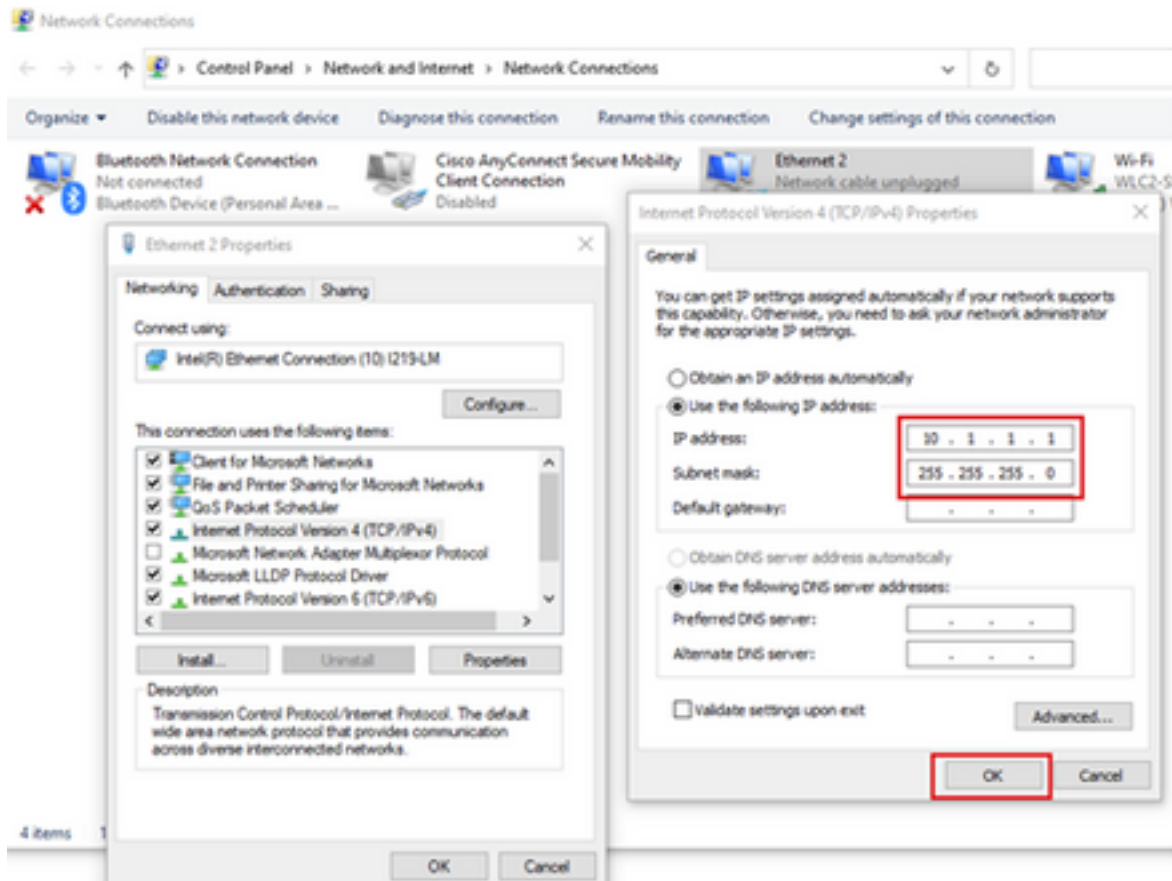 Network Connections
Control Panel > Network and Internet > Network Connections
Organize Disable this network device Diagnose this connection Rename this connection Change settings of this connection
Bluetooth Network Connection
Not connected
Bluetooth Device (Personal Area ...
Cisco AnyConnect Secure Mobility
Client Connection
Disabled
Ethernet 2
Network cable unplugged
Wi-Fi
WLC2-S
Ethernet 2 Properties
Networking Authentication Sharing
Connect using:
Intel(R) Ethernet Connection (10) I219-LM
Configure...
This connection uses the following items:
Client for Microsoft Networks
File and Printer Sharing for Microsoft Networks
QoS Packet Scheduler
Internet Protocol Version 4 (TCP/IPv4)
Microsoft Network Adapter Multiplexor Protocol
Microsoft LLDP Protocol Driver
Internet Protocol Version 6 (TCP/IPv6)
Install... Uninstall Properties
Description
Transmission Control Protocol/Internet Protocol. The default
wide area network protocol that provides communication
across diverse interconnected networks.
OK Cancel
Internet Protocol Version 4 (TCP/IPv4) Properties
General
You can get IP settings assigned automatically if your network supports
this capability. Otherwise, you need to ask your network administrator
for the appropriate IP settings.
Obtain an IP address automatically
Use the following IP address:
IP address: 10 . 1 . 1 . 1
Subnet mask: 255 . 255 . 255 . 0
Default gateway: . . .
Obtain DNS server address automatically
Use the following DNS server addresses:
Preferred DNS server: . . .
Alternate DNS server: . . .
Validate settings upon exit
Advanced...
OK Cancel
4 items 1